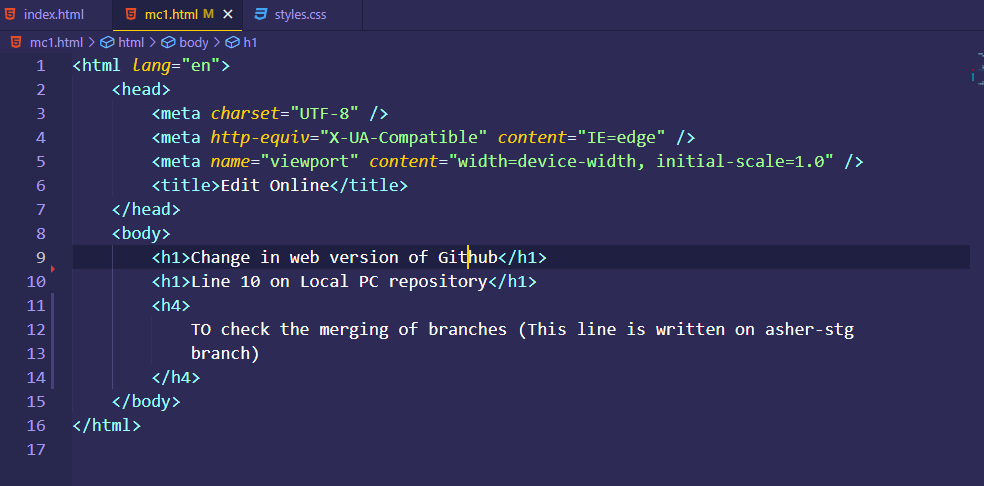 index.html mc1.html M styles.css
mc1.html > html > body > h1
1 <html lang="en">
2 <head>
3 <meta charset="UTF-8" />
4 <meta http-equiv="X-UA-Compatible" content="IE=edge" />
5 <meta name="viewport" content="width=device-width, initial-scale=1.0" />
6 <title>Edit Online</title>
7 </head>
8 <body>
9 <h1>Change in web version of Github</h1>
10 <h1>Line 10 on Local PC repository</h1>
11 <h4>
12 TO check the merging of branches (This line is written on asher-stg
13 branch)
14 </h4>
15 </body>
16 </html>
17